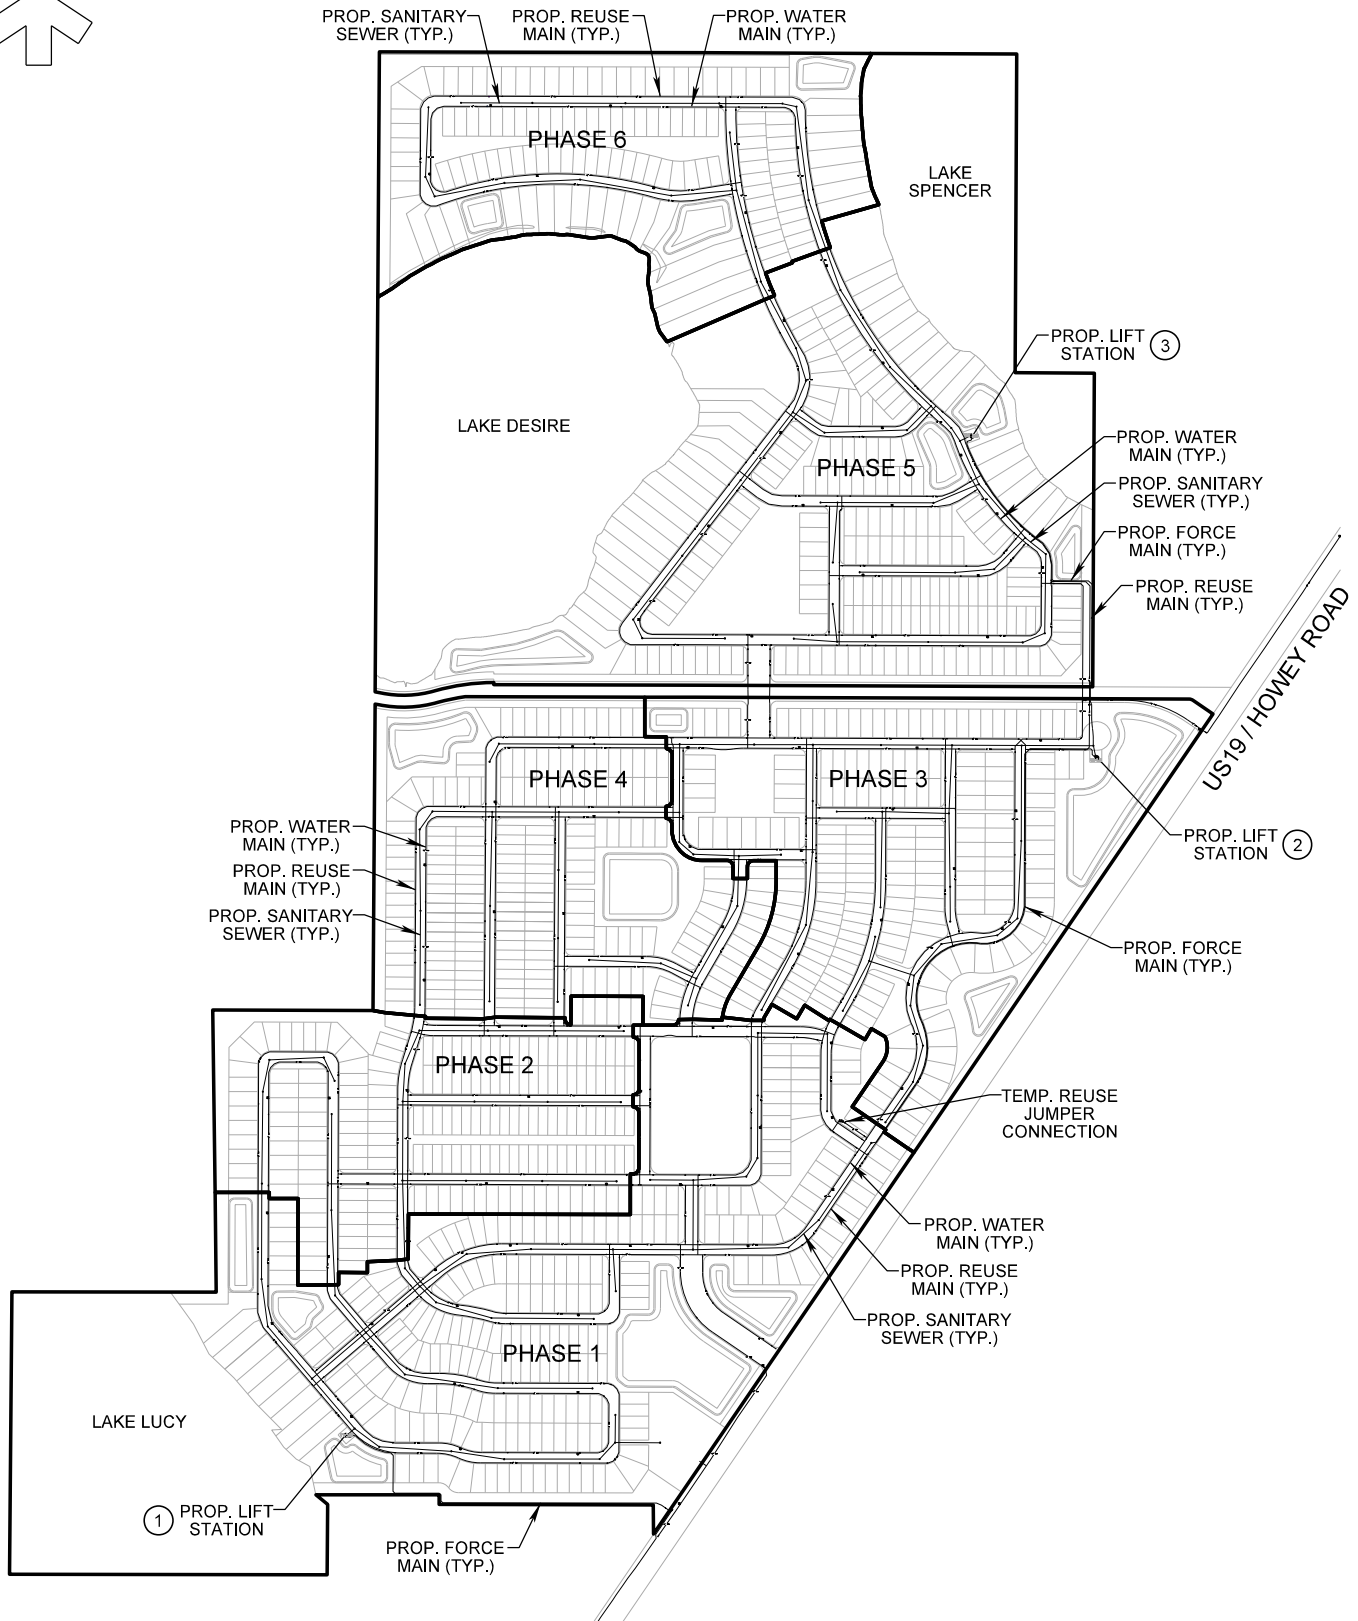 PROP. SANITARY
SEWER (TYP.)
PROP. REUSE
MAIN (TYP.)
PROP. WATER
MAIN (TYP.)
PHASE 6
LAKE
SPENCER
PROP. LIFT
STATION
3
LAKE DESIRE
PROP. WATER
MAIN (TYP.)
PHASE 5
PROP. SANITARY
SEWER (TYP.)
PROP. FORCE
MAIN (TYP.)
PROP. REUSE
MAIN (TYP.)
US19 / HOWEY ROAD
PHASE 4
PHASE 3
PROP. WATER
MAIN (TYP.)
PROP. LIFT
STATION
2
PROP. REUSE
MAIN (TYP.)
PROP. SANITARY
SEWER (TYP.)
PROP. FORCE
MAIN (TYP.)
PHASE 2
TEMP. REUSE
JUMPER
CONNECTION
PROP. WATER
MAIN (TYP.)
PROP. REUSE
MAIN (TYP.)
PROP. SANITARY
SEWER (TYP.)
PHASE 1
LAKE LUCY
1
PROP. LIFT
STATION
PROP. FORCE
MAIN (TYP.)